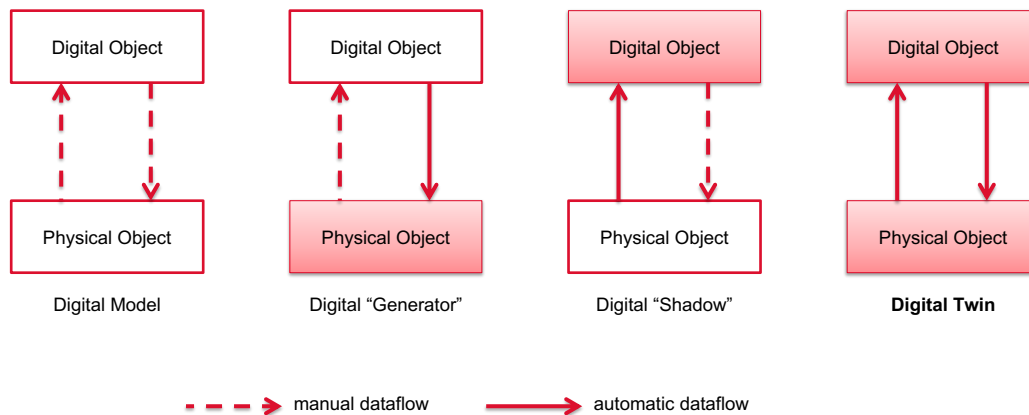 Digital Object
Digital Object
Digital Object
Digital Object
Physical Object
Physical Object
Physical Object
Physical Object
Digital Model
Digital “Generator”
Digital “Shadow”
Digital Twin
manual dataflow
automatic dataflow